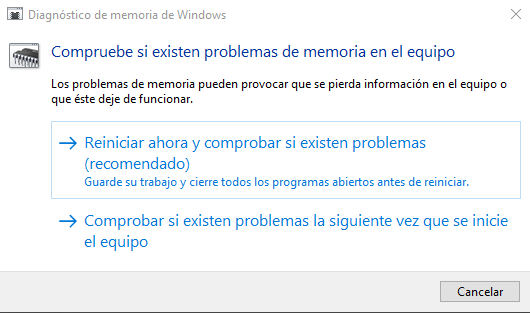 Diagnóstico de memoria de Windows
Compruebe si existen problemas de memoria en el equipo
Los problemas de memoria pueden provocar que se pierda información en el equipo o
que éste deje de funcionar.
Reiniciar ahora y comprobar si existen problemas
(recomendado)
Guarde su trabajo y cierre todos los programas abiertos antes de reiniciar.
Comprobar si existen problemas la siguiente vez que se inicie
el equipo
Cancelar